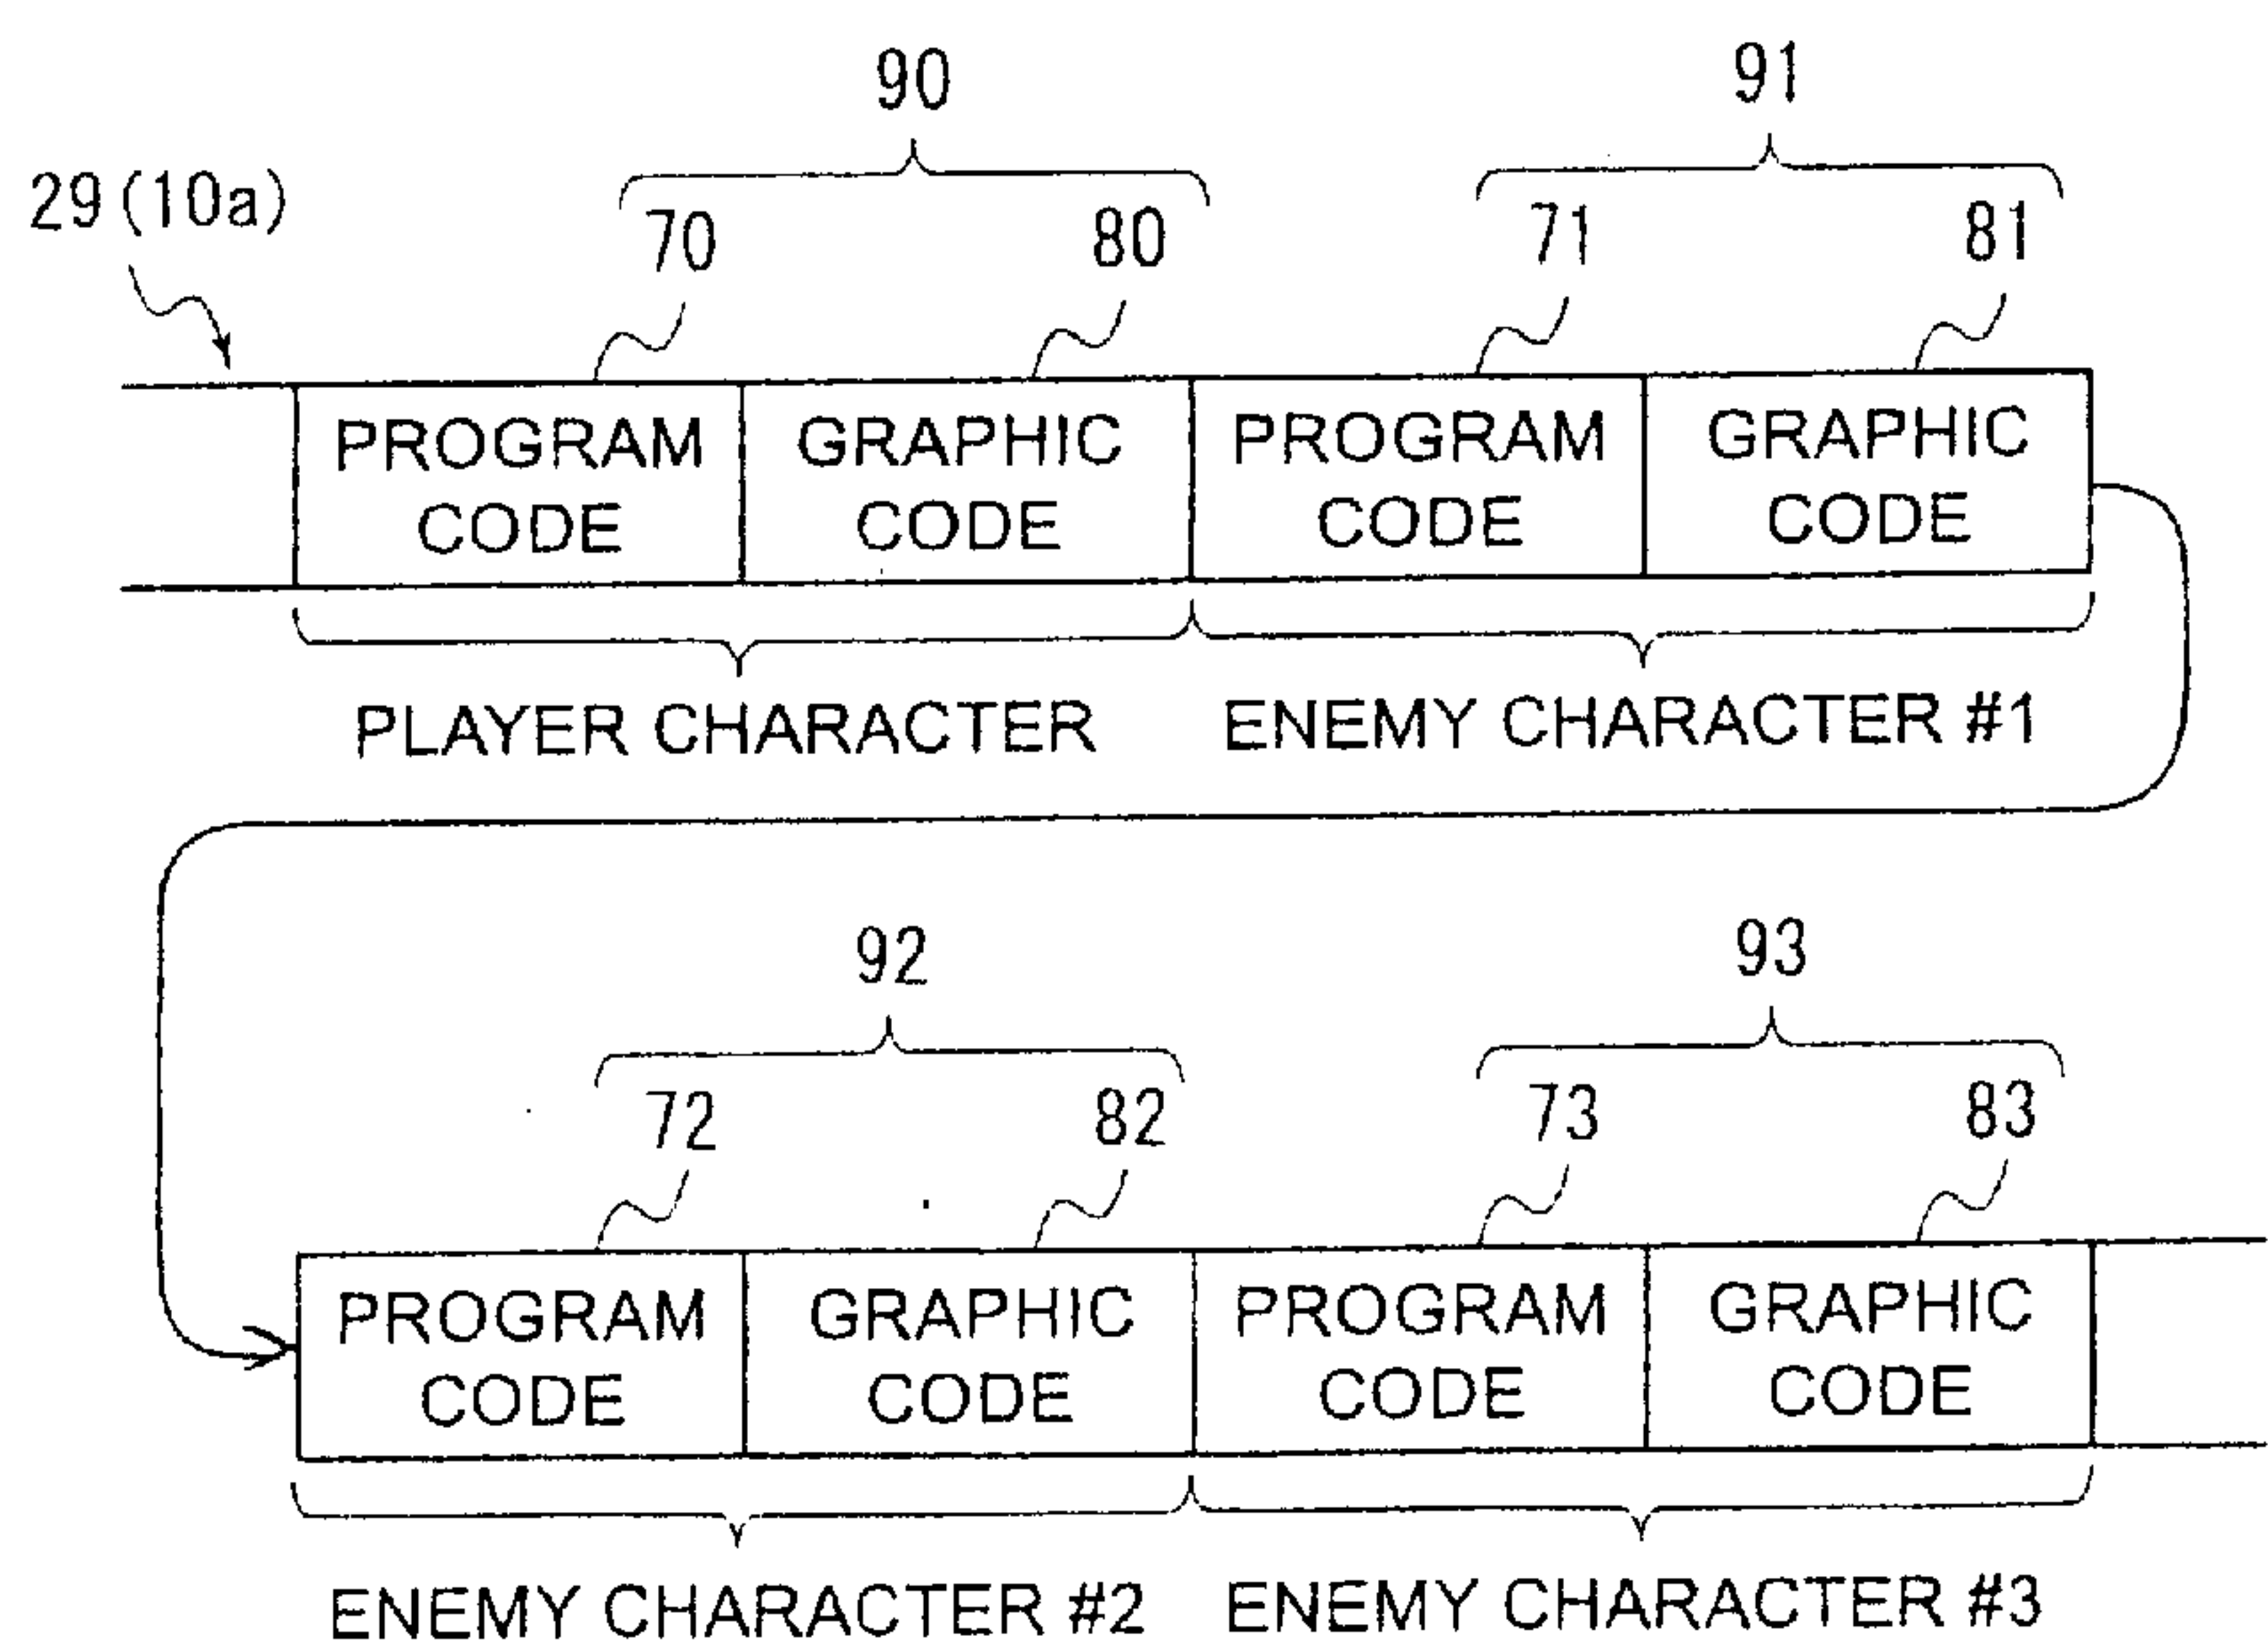 90 91
29 (10a)
70 80 71 81
PROGRAM CODE GRAPHIC CODE PROGRAM CODE GRAPHIC CODE
PLAYER CHARACTER ENEMY CHARACTER #1
92 93
72 82 73 83
PROGRAM CODE GRAPHIC CODE PROGRAM CODE GRAPHIC CODE
ENEMY CHARACTER #2 ENEMY CHARACTER #3